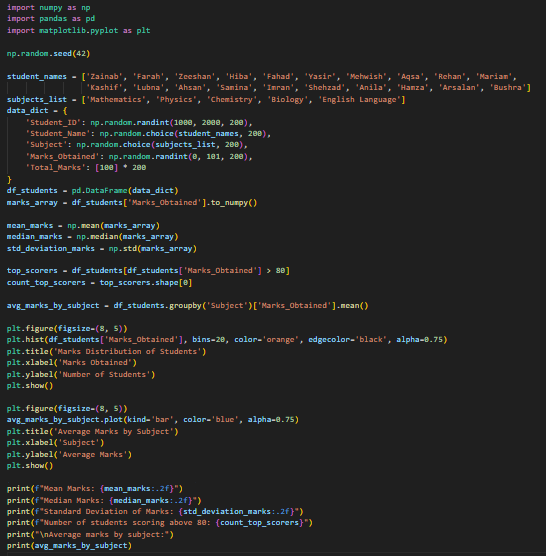 import numpy as np
import pandas as pd
import matplotlib.pyplot as plt
np.random.seed(42)
student_names = ['Zainab', 'Farah', 'Zeeshan', 'Hiba', 'Fahad', 'Yasir', 'Mehwish', 'Aqsa', 'Rehan', 'Mariam',
'Kashif', 'Lubna', 'Ahsan', 'Samina', 'Imran', 'Shehzad', 'Anila', 'Hamza', 'Arsalan', 'Bushra']
subjects_list = ['Mathematics', 'Physics', 'Chemistry', 'Biology', 'English Language']
data_dict = {
'Student_ID': np.random.randint(1000, 2000, 200),
'Student_Name': np.random.choice(student_names, 200),
'Subject': np.random.choice(subjects_list, 200),
'Marks_Obtained': np.random.randint(0, 101, 200),
'Total_Marks': [100] * 200
}
df_students = pd.DataFrame(data_dict)
marks_array = df_students['Marks_Obtained'].to_numpy()
mean_marks = np.mean(marks_array)
median_marks = np.median(marks_array)
std_deviation_marks = np.std(marks_array)
top_scorers = df_students[df_students['Marks_Obtained'] > 80]
count_top_scorers = top_scorers.shape[0]
avg_marks_by_subject = df_students.groupby('Subject')['Marks_Obtained'].mean()
plt.figure(figsize=(8, 5))
plt.hist(df_students['Marks_Obtained'], bins=20, color='orange', edgecolor='black', alpha=0.75)
plt.title('Marks Distribution of Students')
plt.xlabel('Marks Obtained')
plt.ylabel('Number of Students')
plt.show()
plt.figure(figsize=(8, 5))
avg_marks_by_subject.plot(kind='bar', color='blue', alpha=0.75)
plt.title('Average Marks by Subject')
plt.xlabel('Subject')
plt.ylabel('Average Marks')
plt.show()
print(f"Mean Marks: {mean_marks:.2f}")
print(f"Median Marks: {median_marks:.2f}")
print(f"Standard Deviation of Marks: {std_deviation_marks:.2f}")
print(f"Number of students scoring above 80: {count_top_scorers}")
print("\nAverage marks by subject:")
print(avg_marks_by_subject)